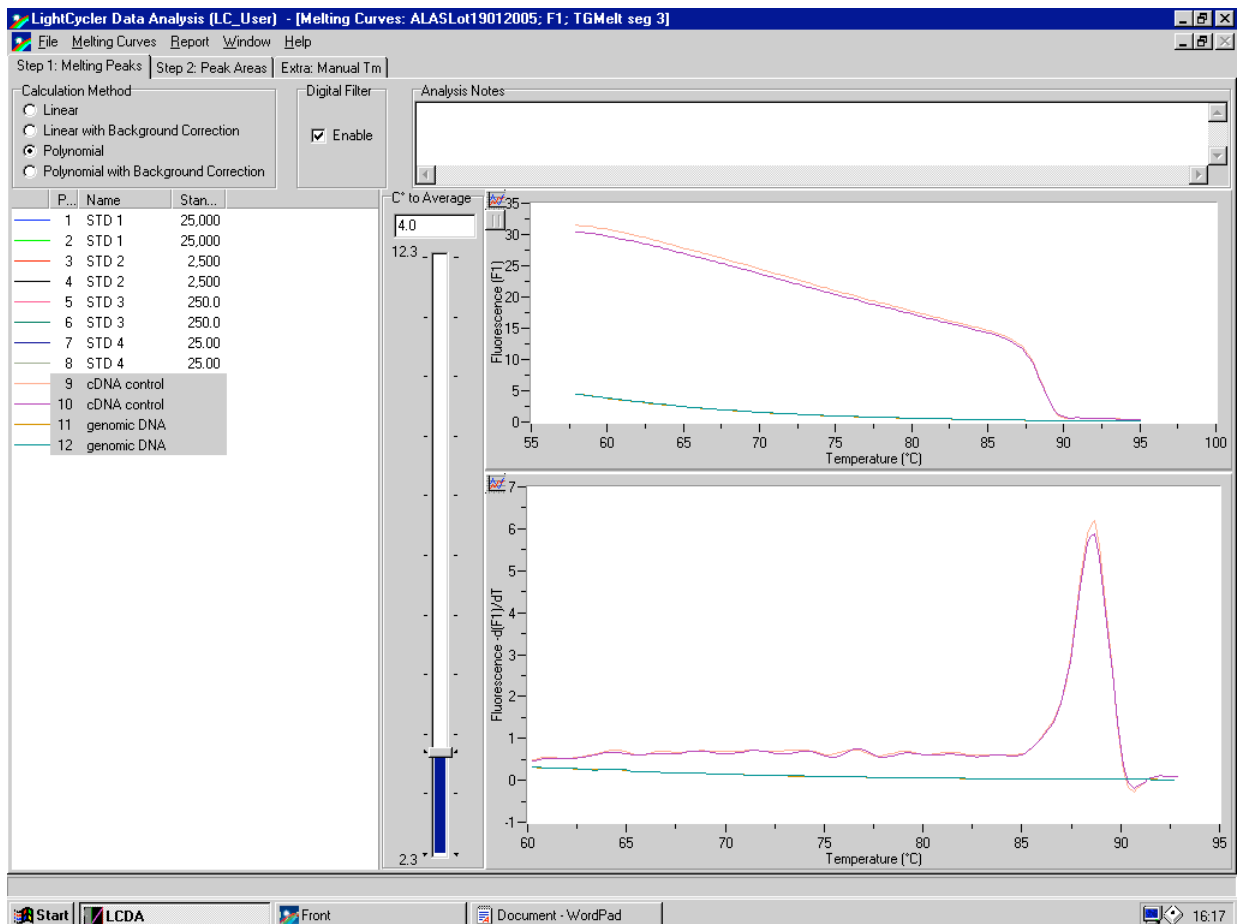 LightCycler Data Analysis (LC_User) - [Melting Curves: ALASLot19012005; F1; TGMelt seg 3]
File Melting Curves Report Window Help
Step 1: Melting Peaks Step 2: Peak Areas Extra: Manual Tm
Calculation Method
Linear
Linear with Background Correction
Polynomial
Polynomial with Background Correction
Digital Filter
Enable
Analysis Notes
P... Name Stan...
1 STD 1 25,000
2 STD 1 25,000
3 STD 2 2,500
4 STD 2 2,500
5 STD 3 250.0
6 STD 3 250.0
7 STD 4 25.00
8 STD 4 25.00
9 cDNA control
10 cDNA control
11 genomic DNA
12 genomic DNA
C° to Average
4.0
12.3
2.3
35
30
25
20
15
10
5
0
Fluorescence (F1)
55 60 65 70 75 80 85 90 95 100
Temperature (°C)
7
6
5
4
3
2
1
0
-1
Fluorescence -d(F1)/dT
60 65 70 75 80 85 90 95
Temperature (°C)
Start LCDA Front Document - WordPad 16:17